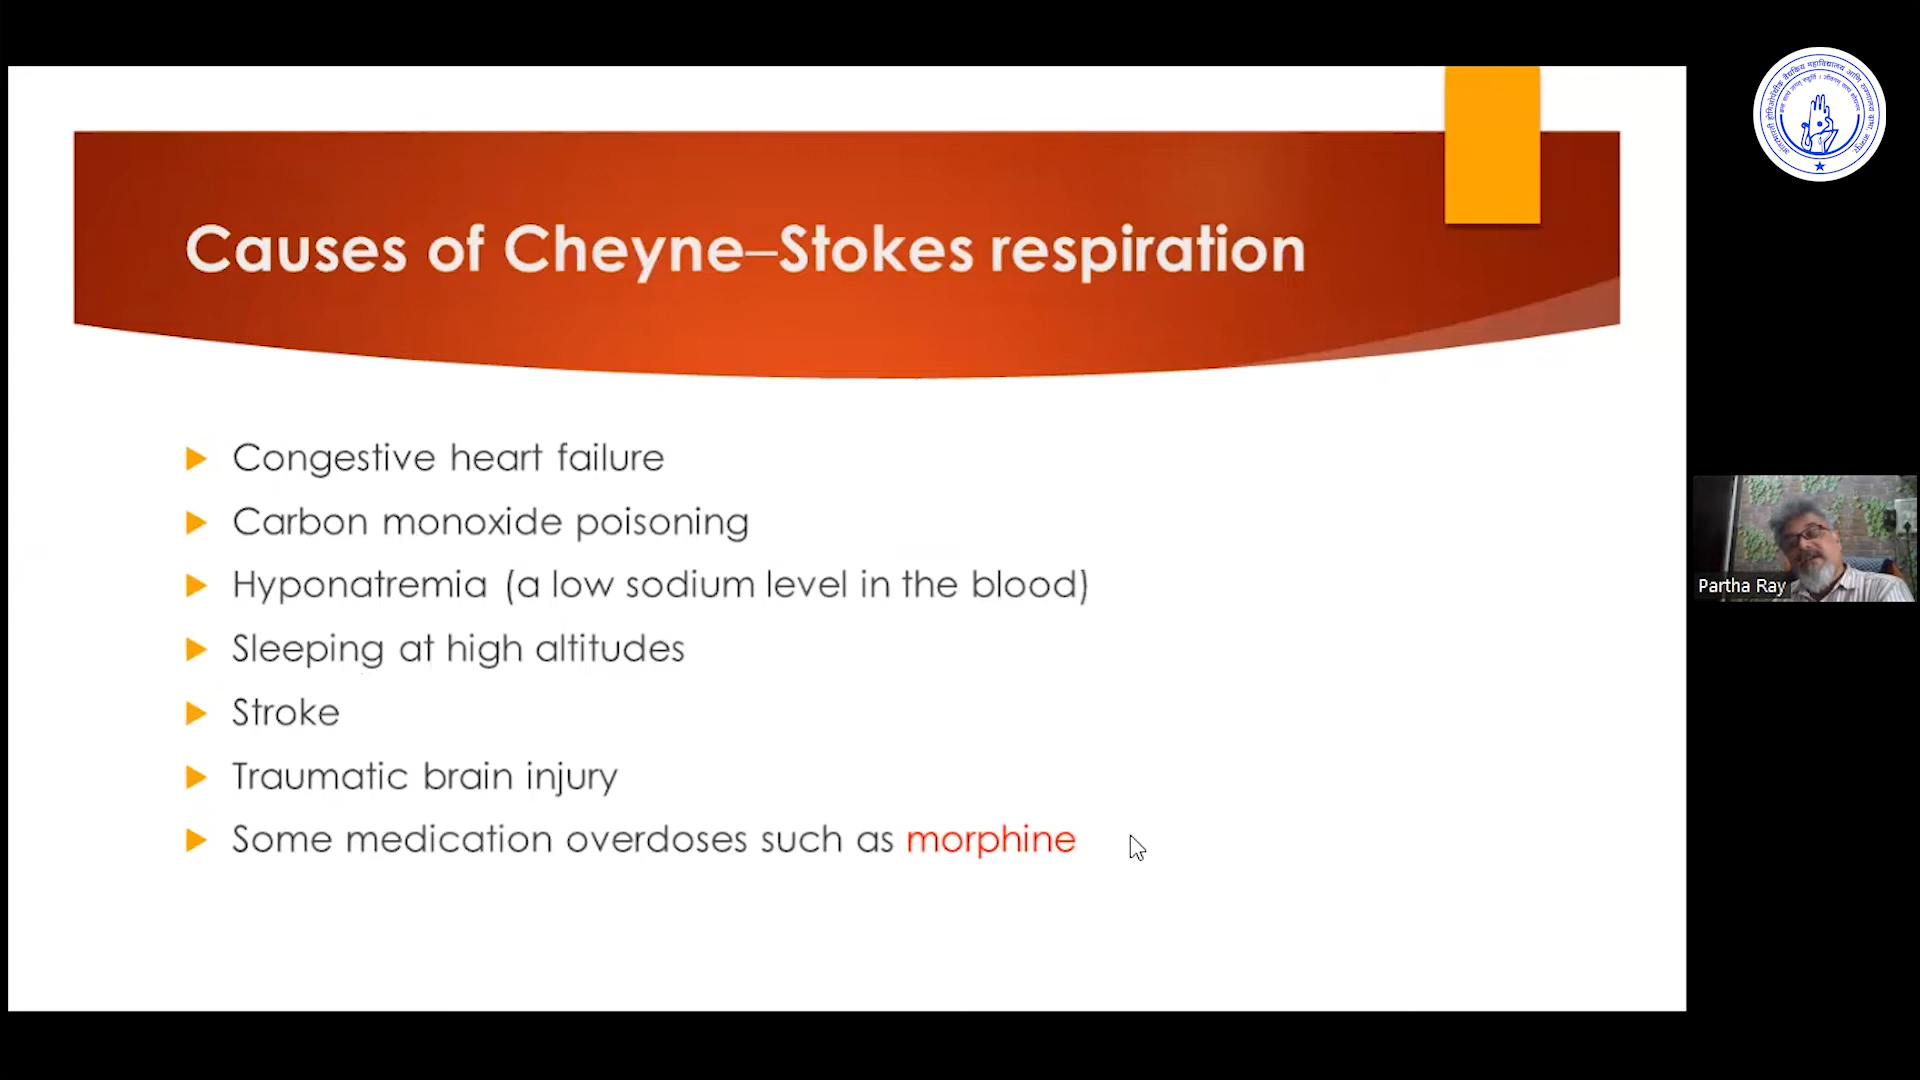 Causes of Cheyne–Stokes respiration
Congestive heart failure
Carbon monoxide poisoning
Hyponatremia (a low sodium level in the blood)
Sleeping at high altitudes
Stroke
Traumatic brain injury
Some medication overdoses such as morphine
Partha Ray